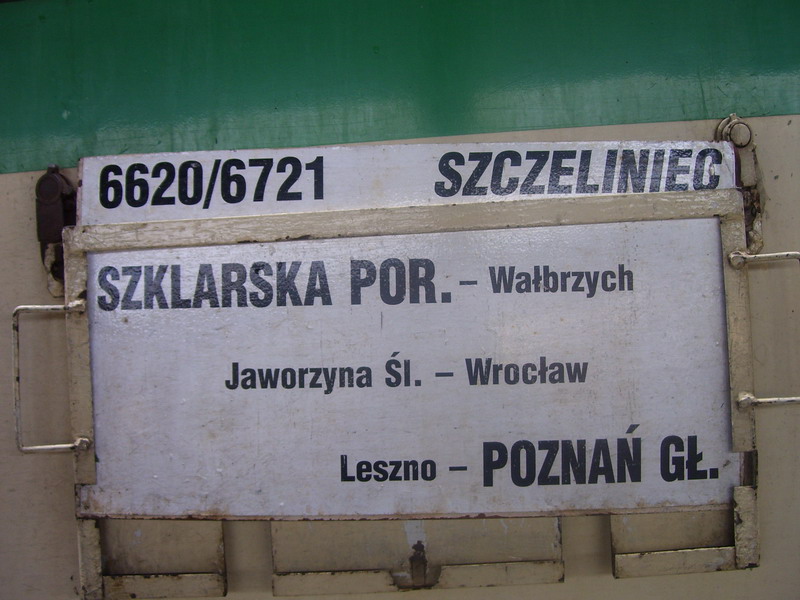 6620/6721 SZCZELINIEC
SZKLARSKA POR. – Wałbrzych
Jaworzyna Śl. – Wrocław
Leszno – POZNAŃ GŁ.